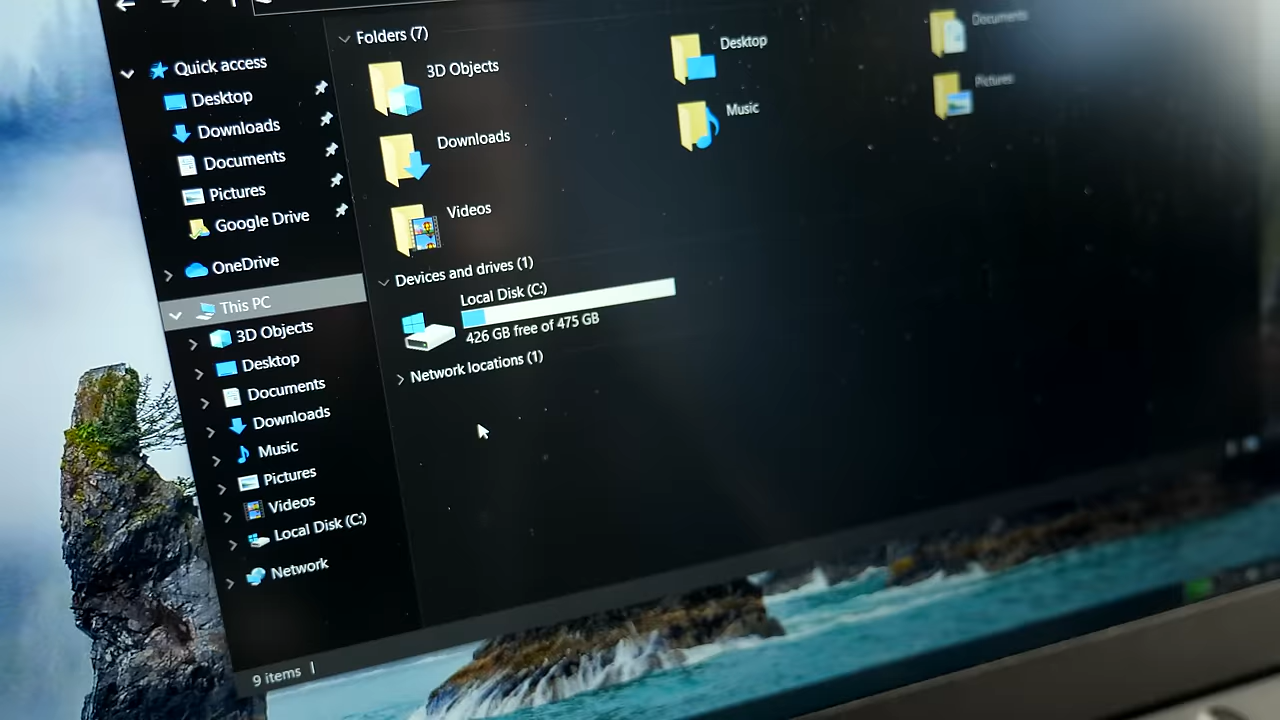 Quick access
Desktop
Downloads
Documents
Pictures
Google Drive
OneDrive
This PC
3D Objects
Desktop
Documents
Downloads
Music
Pictures
Videos
Local Disk (C:)
Network
9 items
Folders (7)
3D Objects
Desktop
Documents
Downloads
Music
Pictures
Videos
Devices and drives (1)
Local Disk (C:)
426 GB free of 475 GB
Network locations (1)